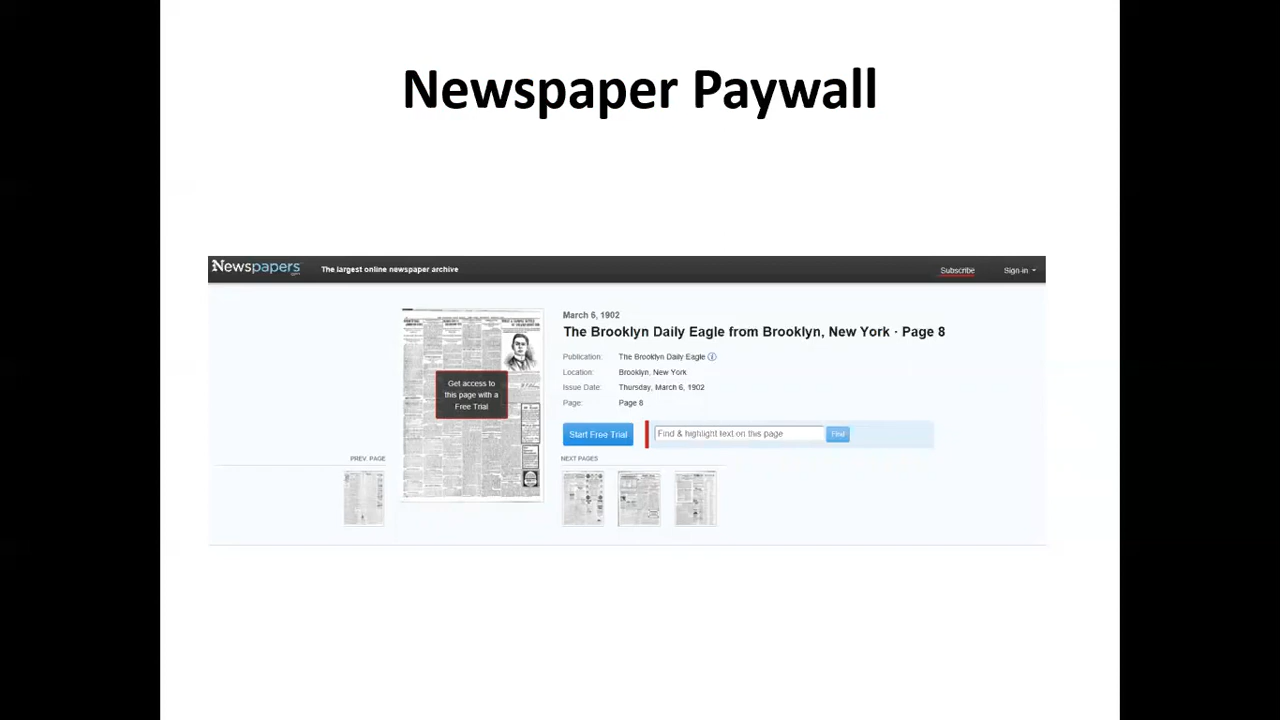 Newspaper Paywall
Newspapers
The largest online newspaper archive
Subscribe
Sign-in
March 6, 1902
The Brooklyn Daily Eagle from Brooklyn, New York · Page 8
Publication: The Brooklyn Daily Eagle
Location: Brooklyn, New York
Issue Date: Thursday, March 6, 1902
Page: Page 8
Get access to
this page with a
Free Trial
Start Free Trial
Find & highlight text on this page
Find
PREV. PAGE
NEXT PAGES